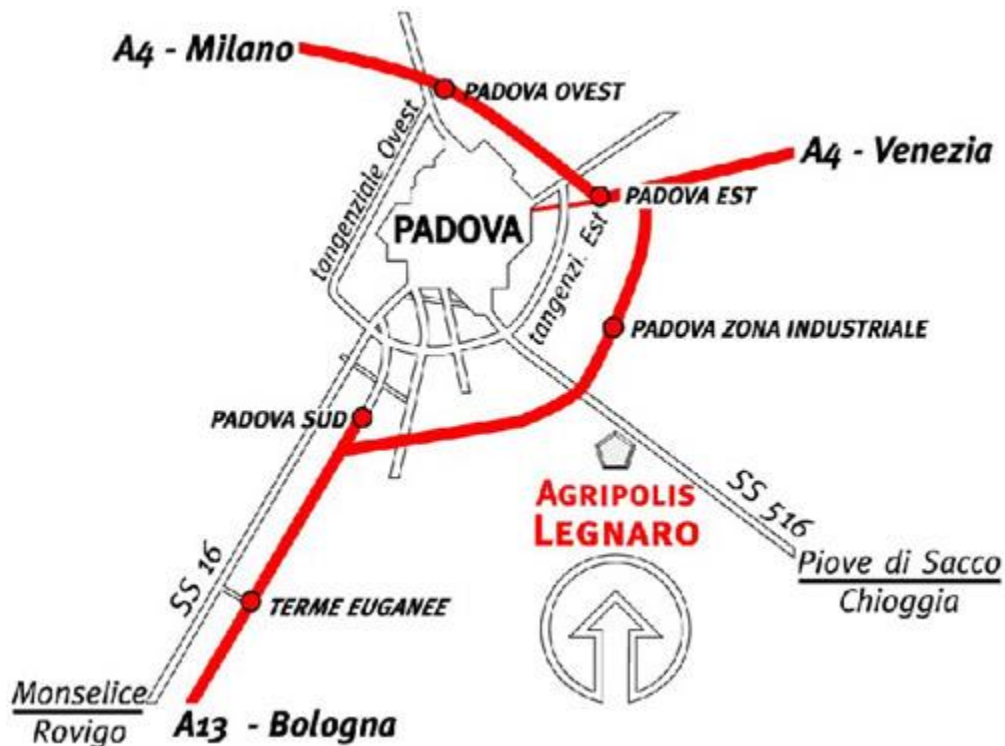 A4 - Milano
PADOVA OVEST
A4 - Venezia
tangenziale Ovest
PADOVA EST
PADOVA
tangenzi. Est
PADOVA ZONA INDUSTRIALE
PADOVA SUD
AGRIPOLIS
LEGNARO
SS 516
SS 16
Piove di Sacco
Chioggia
TERME EUGANEE
Monselice
Rovigo
A13 - Bologna